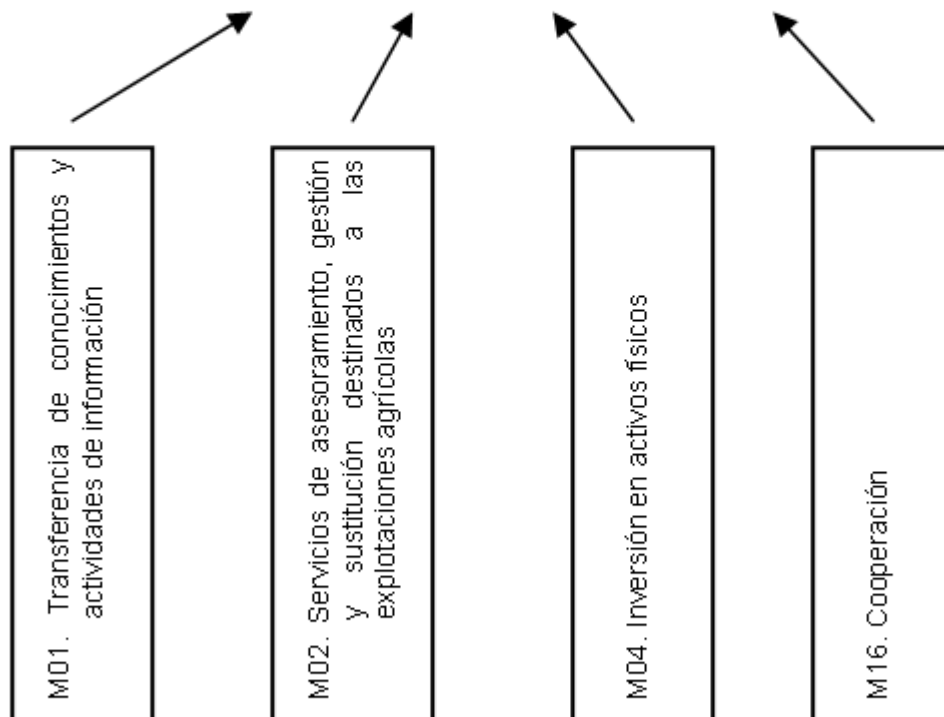 M01. Transferencia de conocimientos y
actividades de información
M02. Servicios de asesoramiento, gestión
y sustitución destinados a las
explotaciones agrícolas
M04. Inversión en activos físicos
M16. Cooperación